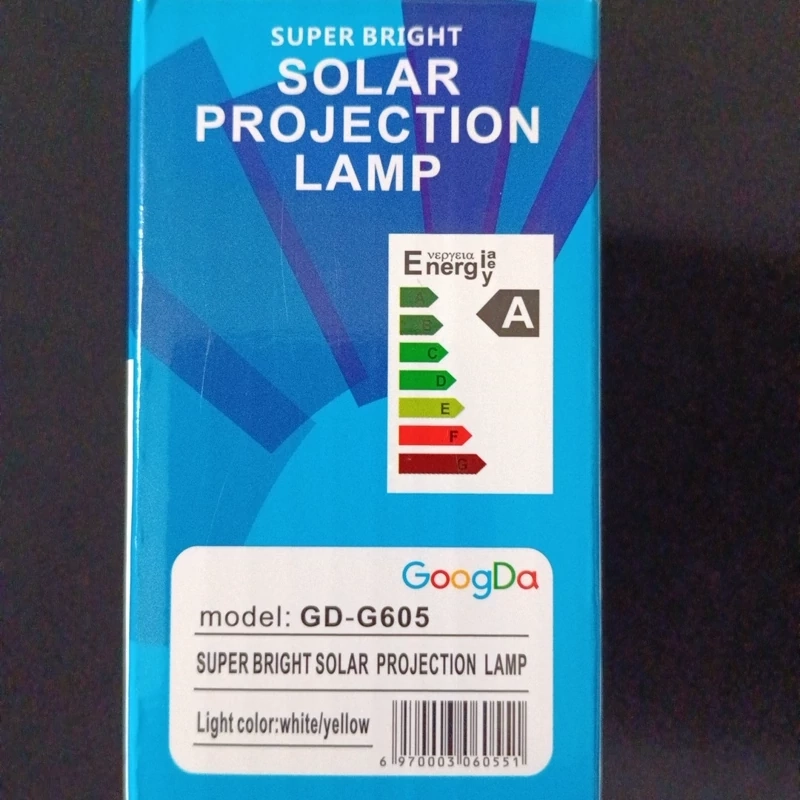 SUPER BRIGHT
SOLAR
PROJECTION
LAMP
Energ ενεργεια
i a
y e
A
A
B
C
D
E
F
G
GoogDa
model: GD-G605
SUPER BRIGHT SOLAR PROJECTION LAMP
Light color:white/yellow
6 970003 060551